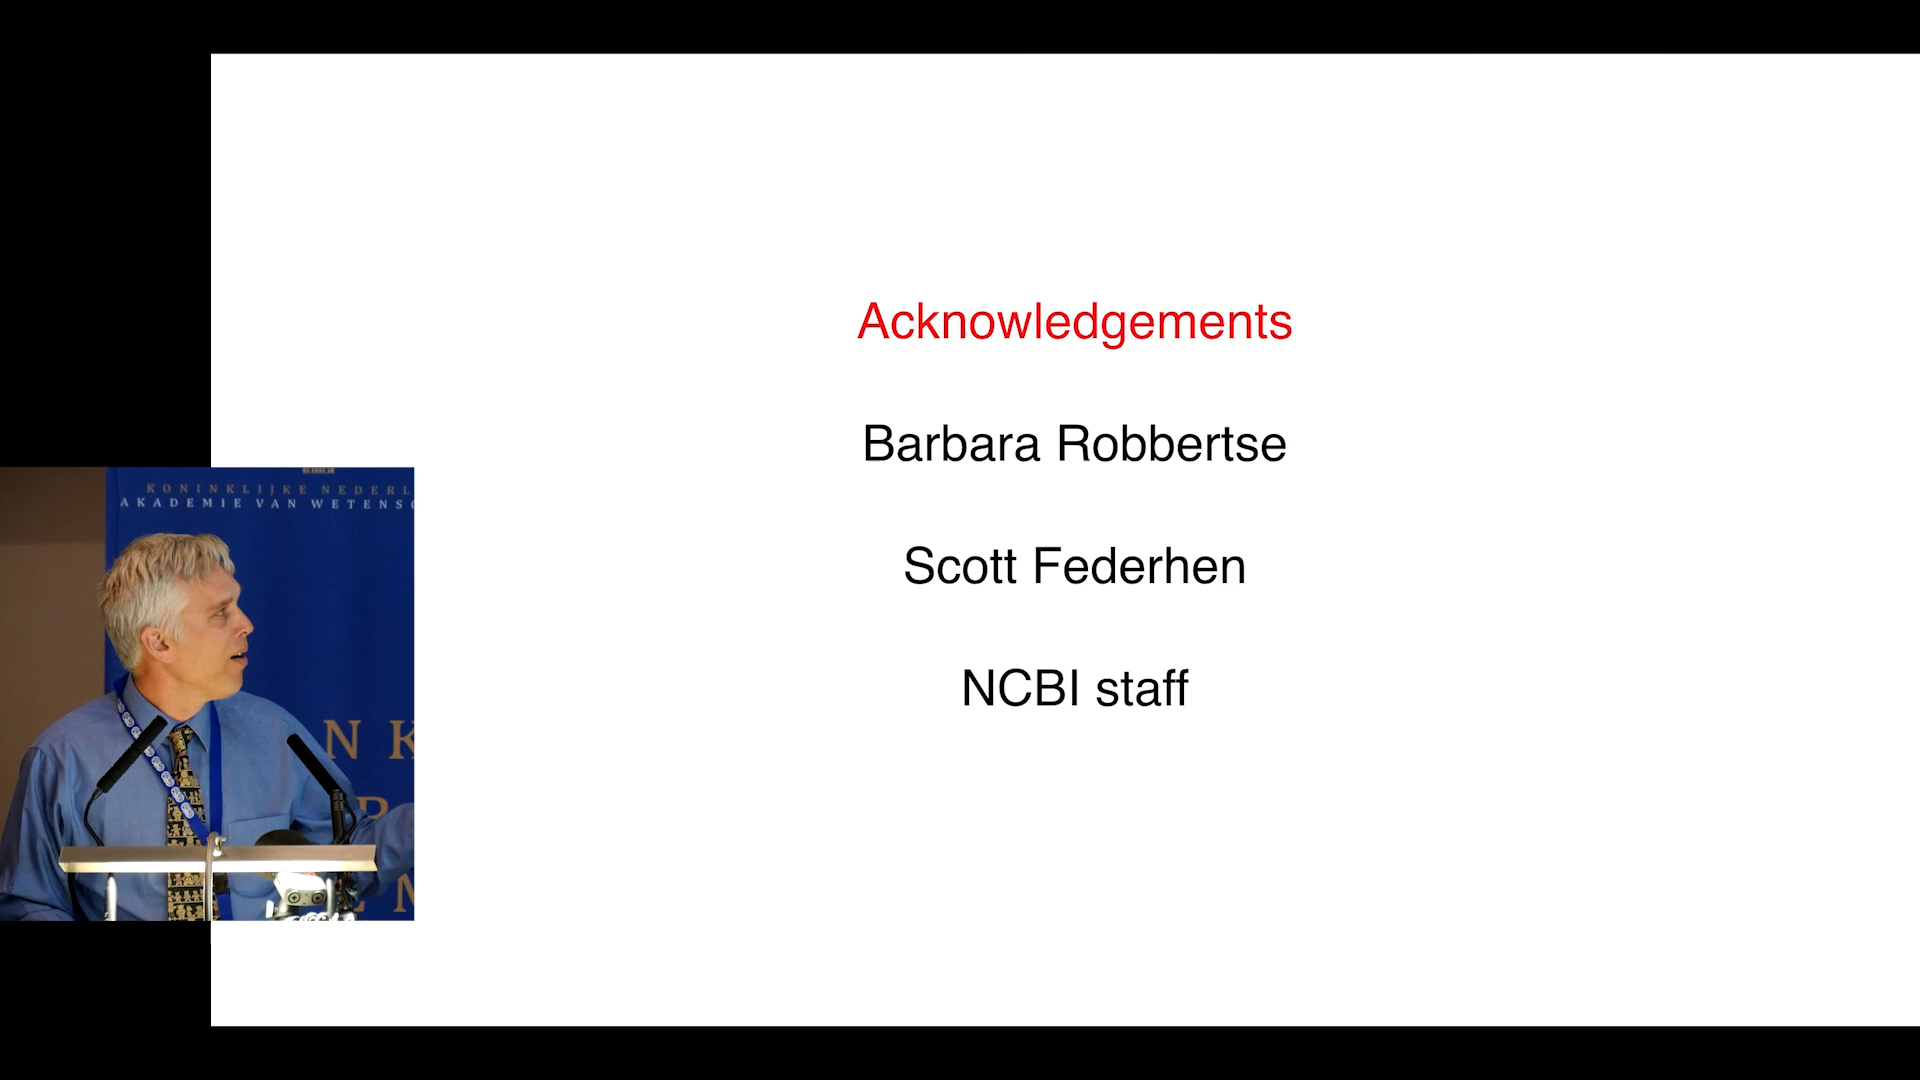 Acknowledgements
Barbara Robbertse
Scott Federhen
NCBI staff
KONINKLIJKE NEDERL
AKADEMIE VAN WETENS
N K